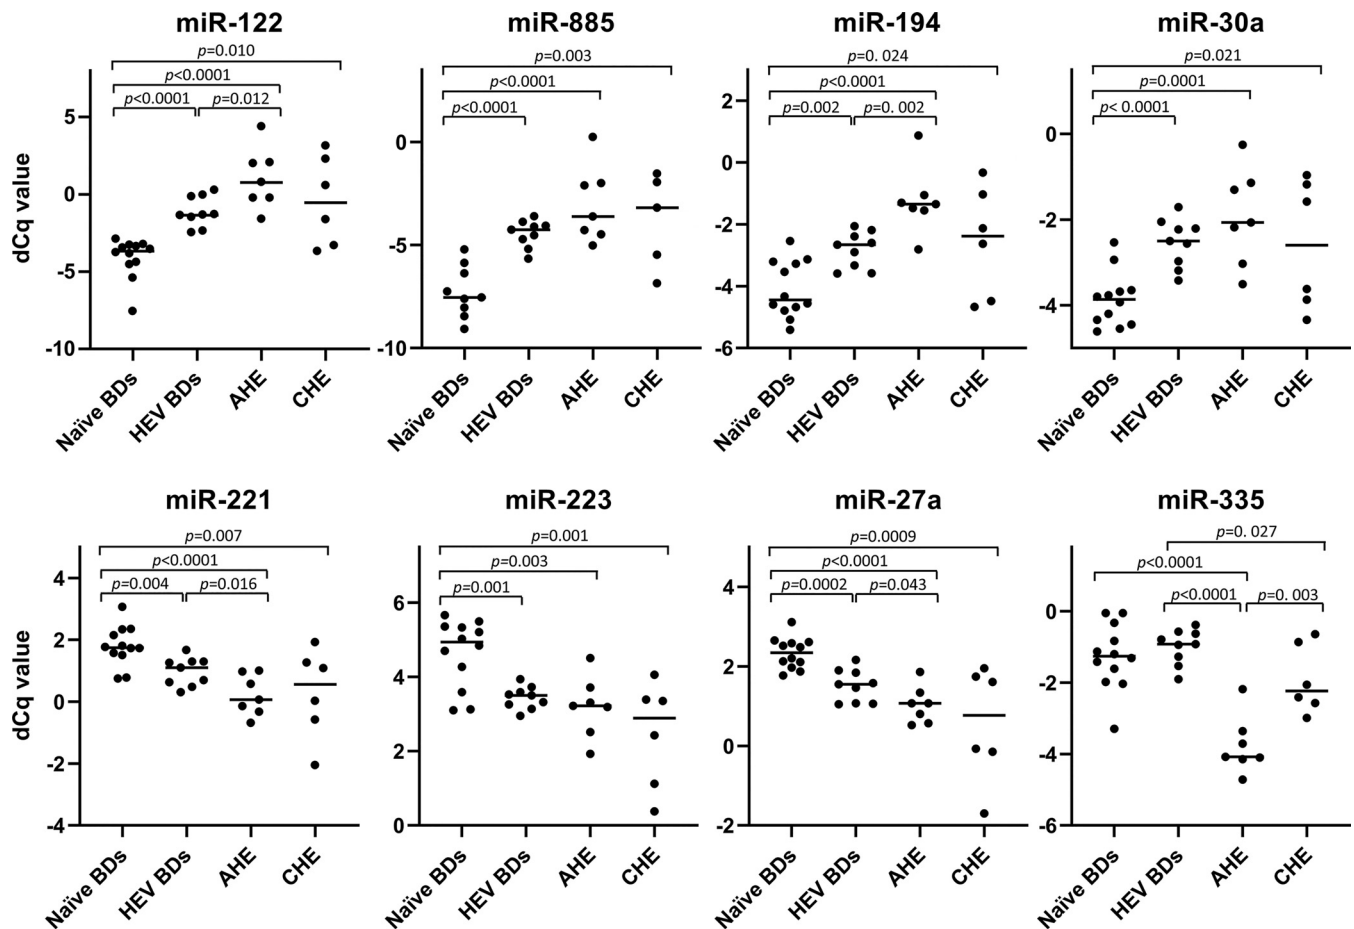 miR-122 miR-885 miR-194 miR-30a
p=0.010 p=0.003 p=0. 024 p=0.021
p<0.0001 p<0.0001 p<0.0001 p=0.0001
p<0.0001 p=0.012 p<0.0001 p=0.002 p=0. 002 p< 0.0001
dCq value
5
0
-5
-10
0
-5
-10
2
0
-2
-4
-6
0
-2
-4
Naïve BDs HEV BDs AHE CHE Naïve BDs HEV BDs AHE CHE Naïve BDs HEV BDs AHE CHE Naïve BDs HEV BDs AHE CHE
miR-221 miR-223 miR-27a miR-335
p=0.007 p=0.001 p=0.0009 p=0. 027
p<0.0001 p=0.003 p<0.0001 p<0.0001
p=0.004 p=0.016 p=0.001 p=0.0002 p=0.043 p<0.0001 p=0. 003
dCq value
4
2
0
-2
-4
6
4
2
0
4
2
0
-2
0
-2
-4
-6
Naïve BDs HEV BDs AHE CHE Naïve BDs HEV BDs AHE CHE Naïve BDs HEV BDs AHE CHE Naïve BDs HEV BDs AHE CHE